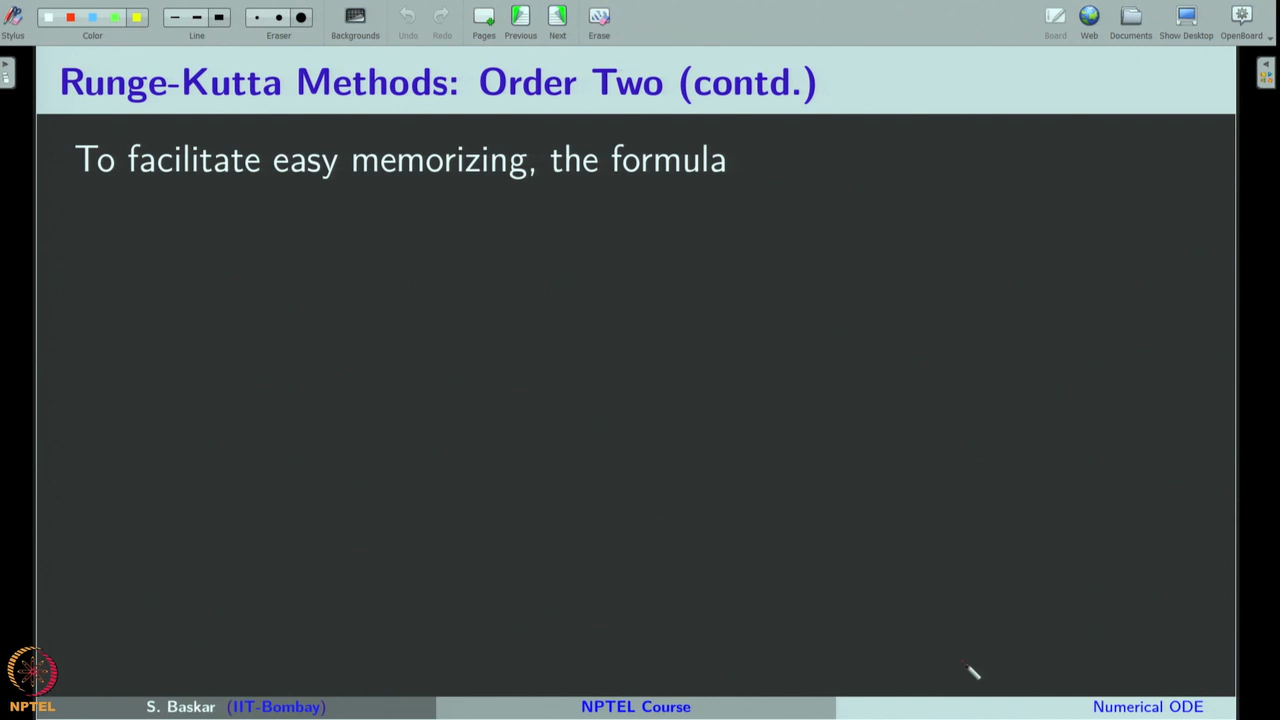 Stylus Color Line Eraser Backgrounds Undo Redo Pages Previous Next Erase Board Web Documents Show Desktop OpenBoard
Runge-Kutta Methods: Order Two (contd.)
To facilitate easy memorizing, the formula
NPTEL
S. Baskar (IIT-Bombay) NPTEL Course Numerical ODE